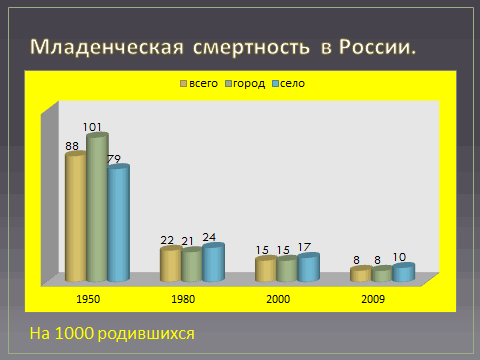 Младенческая смертность в России.
всего город село
88 101 79
22 21 24
15 15 17
8 8 10
1950 1980 2000 2009
На 1000 родившихся